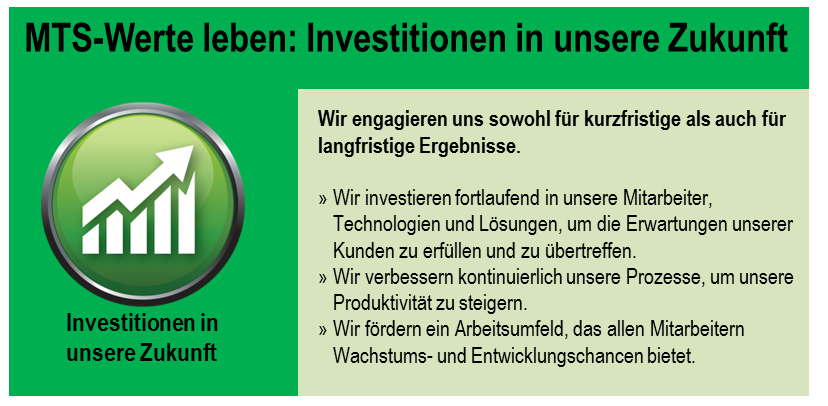 MTS-Werte leben: Investitionen in unsere Zukunft
Wir engagieren uns sowohl für kurzfristige als auch für
langfristige Ergebnisse.
» Wir investieren fortlaufend in unsere Mitarbeiter,
Technologien und Lösungen, um die Erwartungen unserer
Kunden zu erfüllen und zu übertreffen.
» Wir verbessern kontinuierlich unsere Prozesse, um unsere
Produktivität zu steigern.
» Wir fördern ein Arbeitsumfeld, das allen Mitarbeitern
Wachstums- und Entwicklungschancen bietet.
Investitionen in
unsere Zukunft